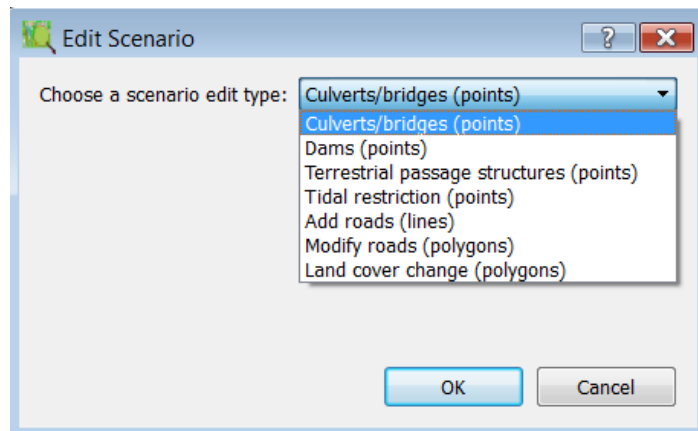 Edit Scenario
Choose a scenario edit type: Culverts/bridges (points)
Culverts/bridges (points)
Dams (points)
Terrestrial passage structures (points)
Tidal restriction (points)
Add roads (lines)
Modify roads (polygons)
Land cover change (polygons)
OK Cancel